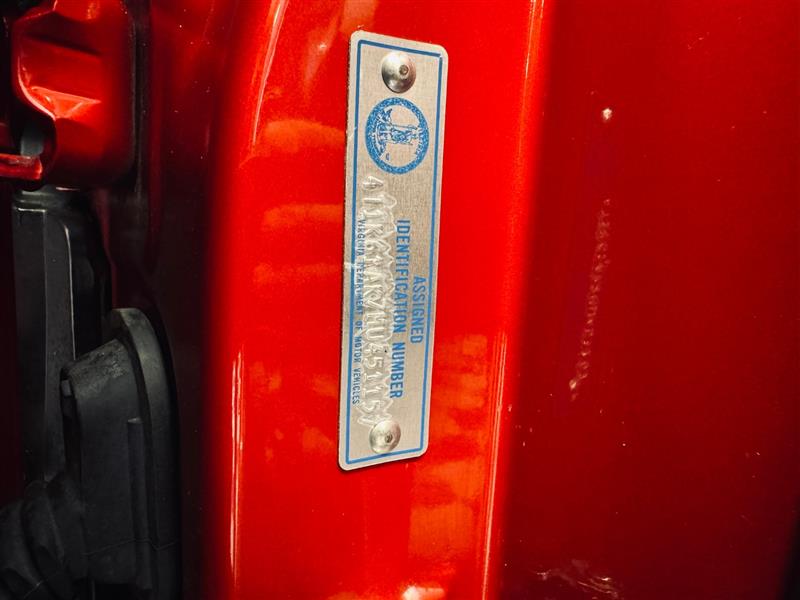 ASSIGNED
IDENTIFICATION NUMBER
VIRGINIA DEPARTMENT OF MOTOR VEHICLES